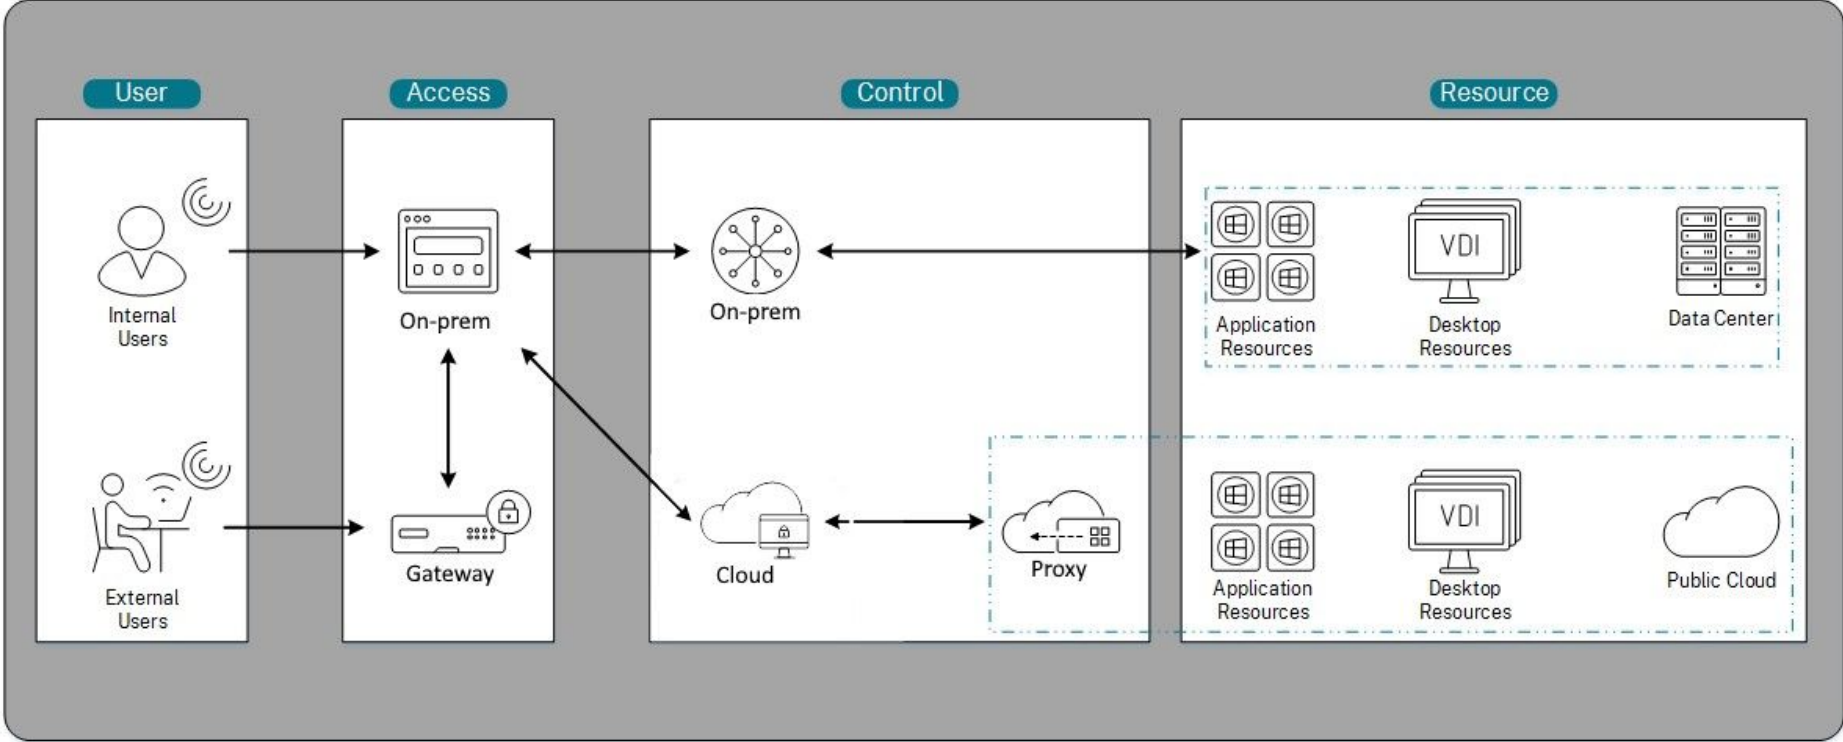 User
Access
Control
Resource
Internal
Users
On-prem
On-prem
Application
Resources
VDI
Desktop
Resources
Data Center
External
Users
Gateway
Cloud
Proxy
Application
Resources
VDI
Desktop
Resources
Public Cloud